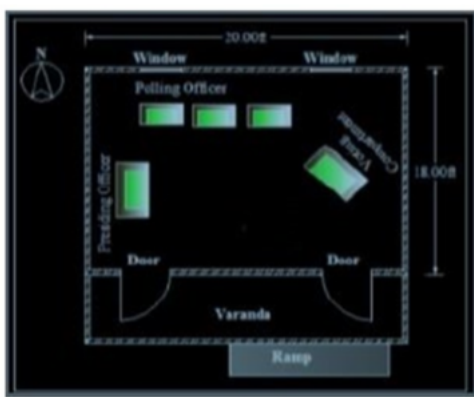 20.00ft
N
Window
Window
Polling Officer
Voting
Compartment
18.00ft
Presiding Officer
Door
Door
Varanda
Ramp